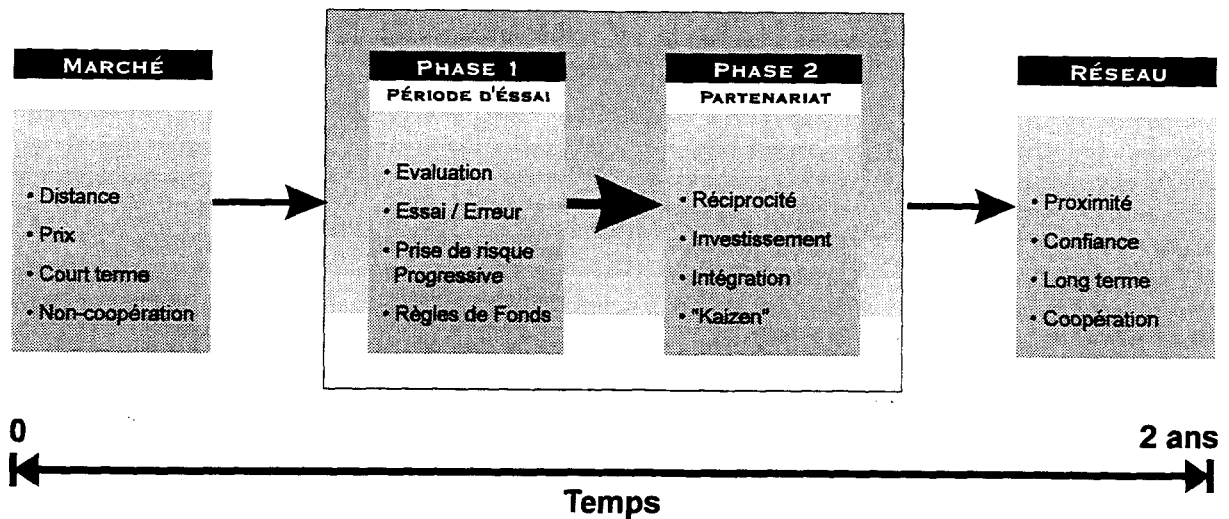 MARCHÉ
• Distance
• Prix
• Court terme
• Non-coopération
PHASE 1
PÉRIODE D'ÉSSAI
• Evaluation
• Essai / Erreur
• Prise de risque
Progressive
• Règles de Fonds
PHASE 2
PARTENARIAT
• Réciprocité
• Investissement
• Intégration
• "Kaizen"
RÉSEAU
• Proximité
• Confiance
• Long terme
• Coopération
0
2 ans
Temps